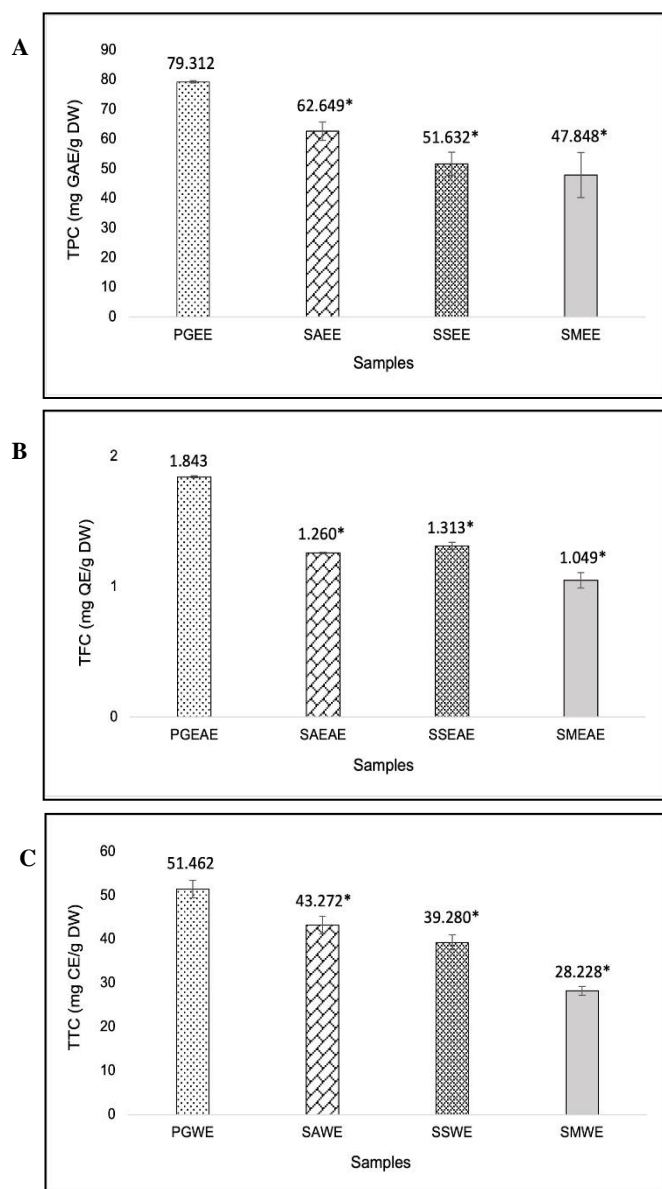 A
TPC (mg GAE/g DW)
90
80
70
60
50
40
30
20
10
0
79.312
62.649*
51.632*
47.848*
PGEE SAEE SSEE SMEE
Samples
B
TFC (mg QE/g DW)
2
1
0
1.843
1.260*
1.313*
1.049*
PGEAE SAEAE SSEAE SMEAE
Samples
C
TTC (mg CE/g DW)
60
50
40
30
20
10
0
51.462
43.272*
39.280*
28.228*
PGWE SAWE SSWE SMWE
Samples